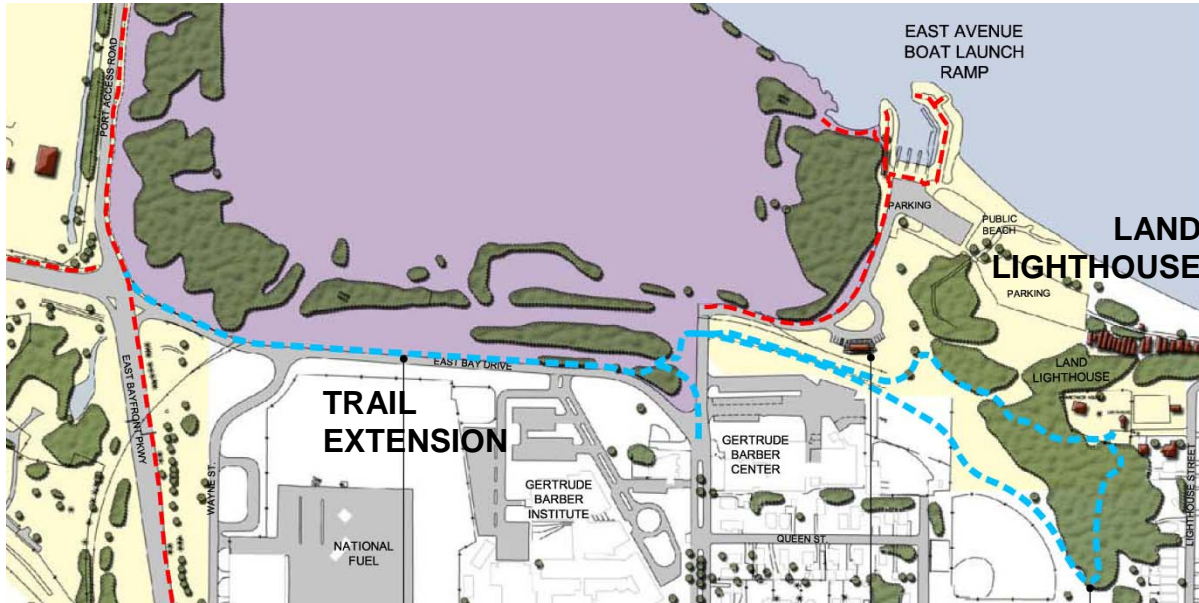 EAST AVENUE
BOAT LAUNCH
RAMP
PORT ACCESS ROAD
PARKING
PUBLIC
BEACH
LAND
LIGHTHOUSE
PARKING
EAST BAYFRONT PKWY
EAST BAY DRIVE
LAND
LIGHTHOUSE
TRAIL
EXTENSION
WAYNE ST.
GERTRUDE
BARBER
CENTER
GERTRUDE
BARBER
INSTITUTE
LIGHTHOUSE STREET
QUEEN ST.
NATIONAL
FUEL